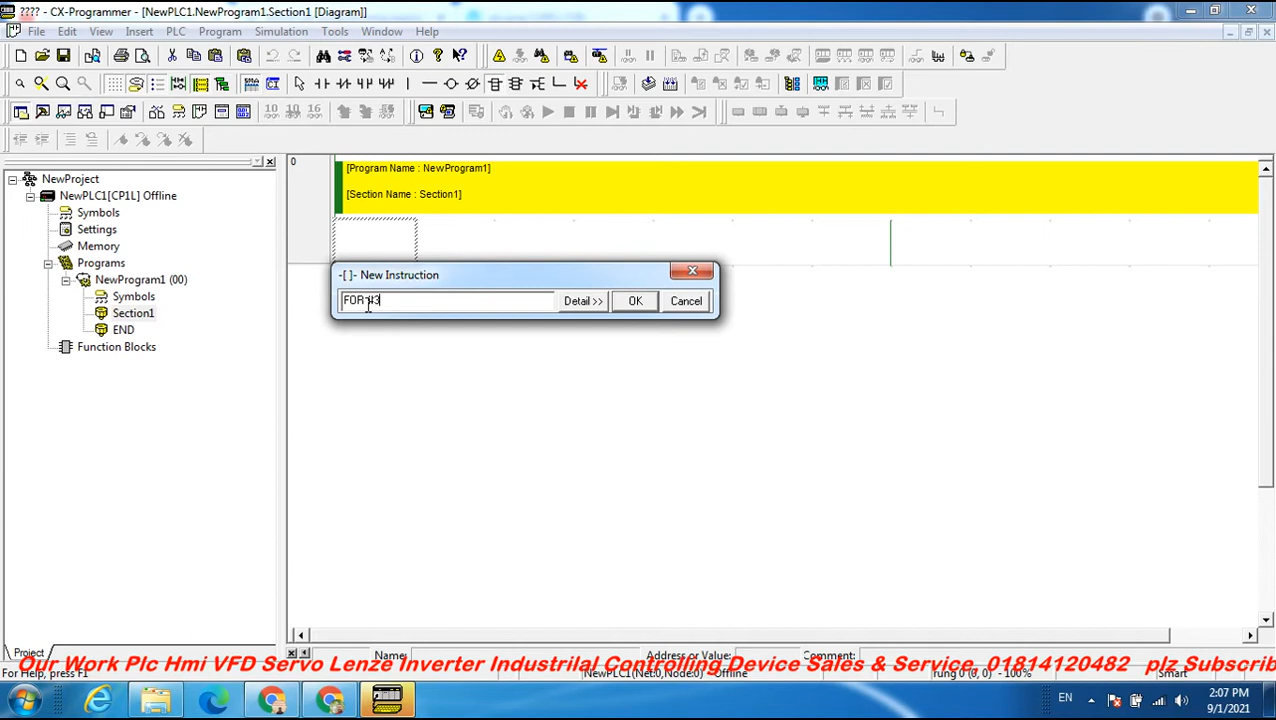 ???? - CX-Programmer - [NewPLC1.NewProgram1.Section1 [Diagram]]
File Edit View Insert PLC Program Simulation Tools Window Help
NewProject
NewPLC1[CP1L] Offline
Symbols
Settings
Memory
Programs
NewProgram1 (00)
Symbols
Section1
END
Function Blocks
Project
0
[Program Name : NewProgram1]
[Section Name : Section1]
-[ ]- New Instruction
FOR #3
Detail >> OK Cancel
Name: Address or Value: Comment:
Our Work Plc Hmi VFD Servo Lenze Inverter Industrilal Controlling Device Sales & Service 01814120482 plz Subscrib
For Help, press F1 NewPLC1(Net:0,Node:0) - Offline rung 0 (0, 0) - 100% Smart
EN 2:07 PM
9/1/2021